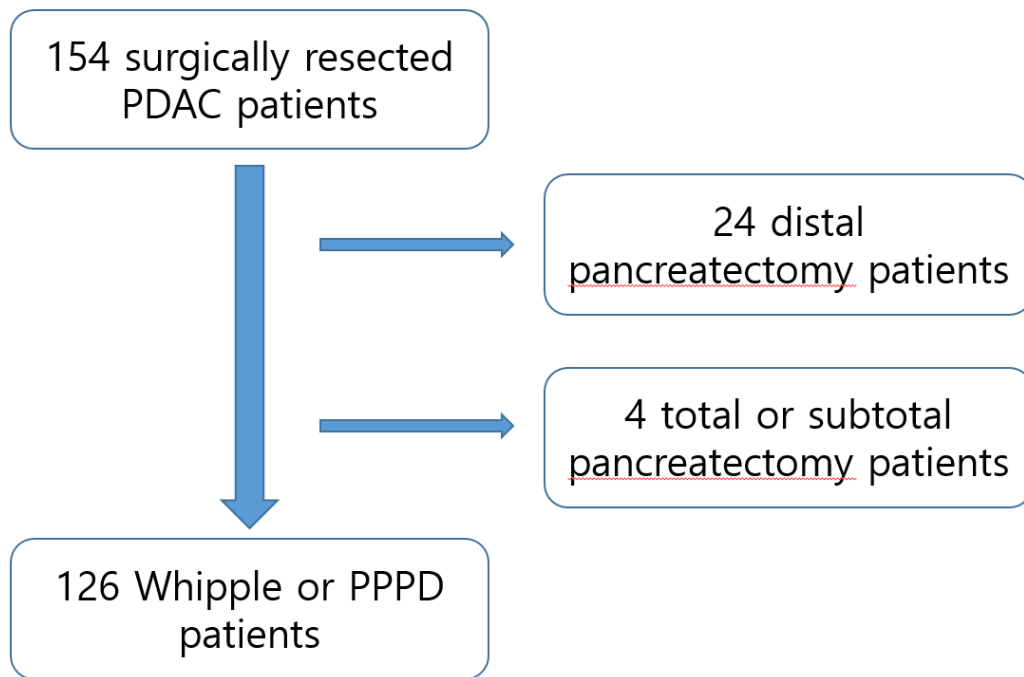 154 surgically resected
PDAC patients
24 distal
pancreatectomy patients
4 total or subtotal
pancreatectomy patients
126 Whipple or PPPD
patients